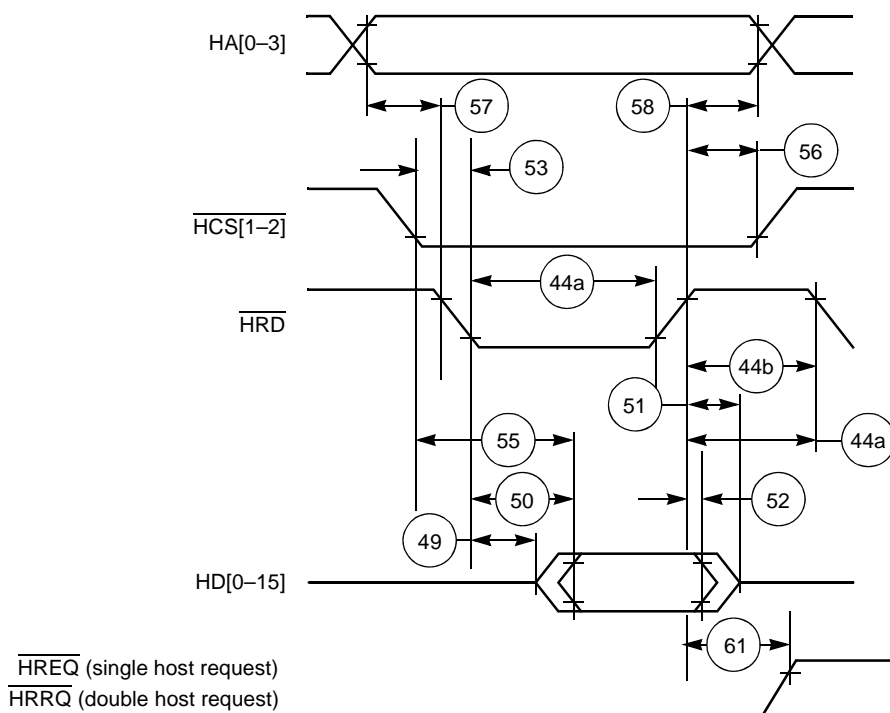 HA[0–3]
57
58
53
56
HCS[1–2]
44a
HRD
44b
51
55
44a
50
52
49
HD[0–15]
61
HREQ (single host request)
HRRQ (double host request)